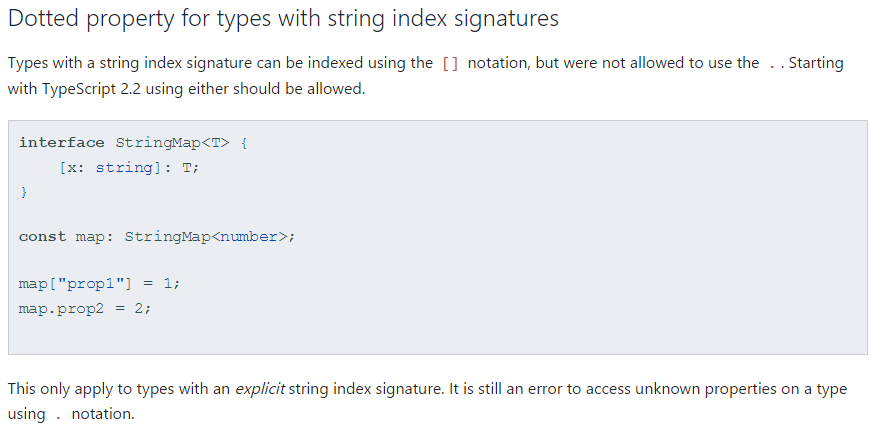 Dotted property for types with string index signatures
Types with a string index signature can be indexed using the [] notation, but were not allowed to use the . . Starting
with TypeScript 2.2 using either should be allowed.
interface StringMap<T> {
    [x: string]: T;
}
const map: StringMap<number>;
map["prop1"] = 1;
map.prop2 = 2;
This only apply to types with an explicit string index signature. It is still an error to access unknown properties on a type
using . notation.